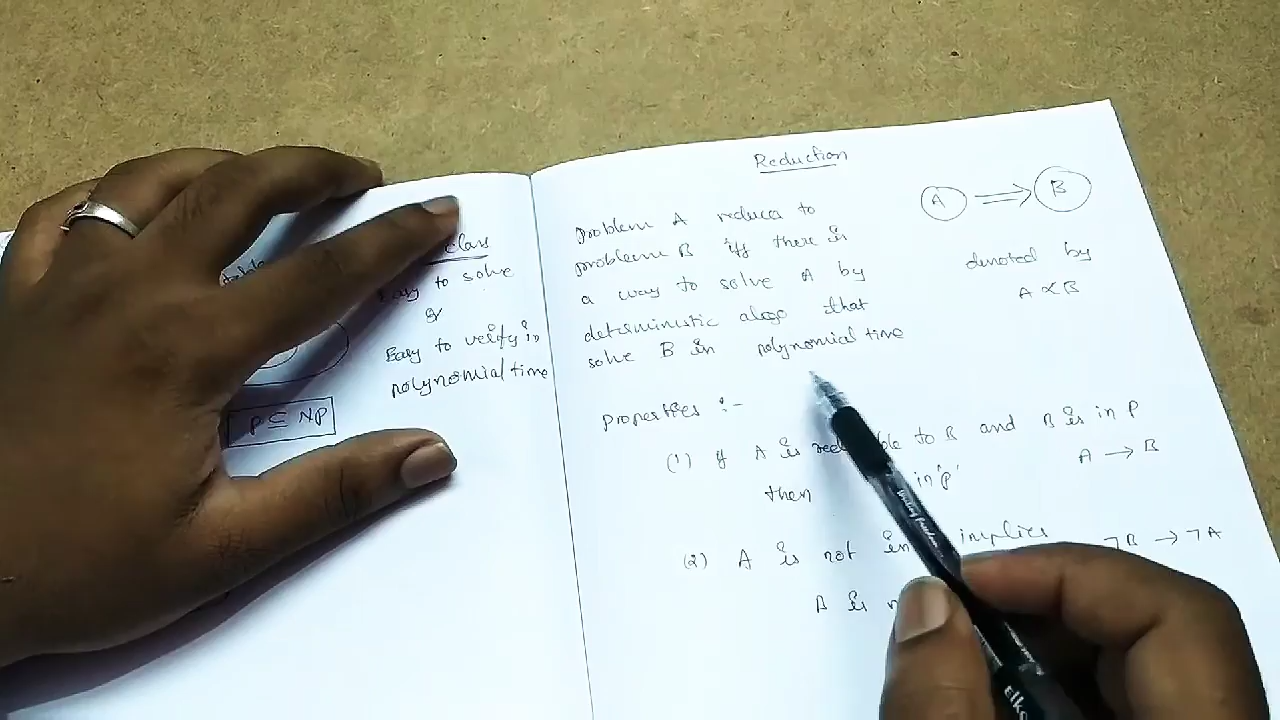 class
Easy to solve
or
Easy to verify in
polynomial time
P ⊆ NP
Reduction
problem A reduces to
problem B iff there is
a way to solve A by
deterministic algo that
solve B in polynomial time
A ⟹ B
denoted by
A ∝ B
properties :-
(1) if A is to B and B is in P
then in 'p'
A → B
(2) A is not in implies
B is
¬B → ¬A